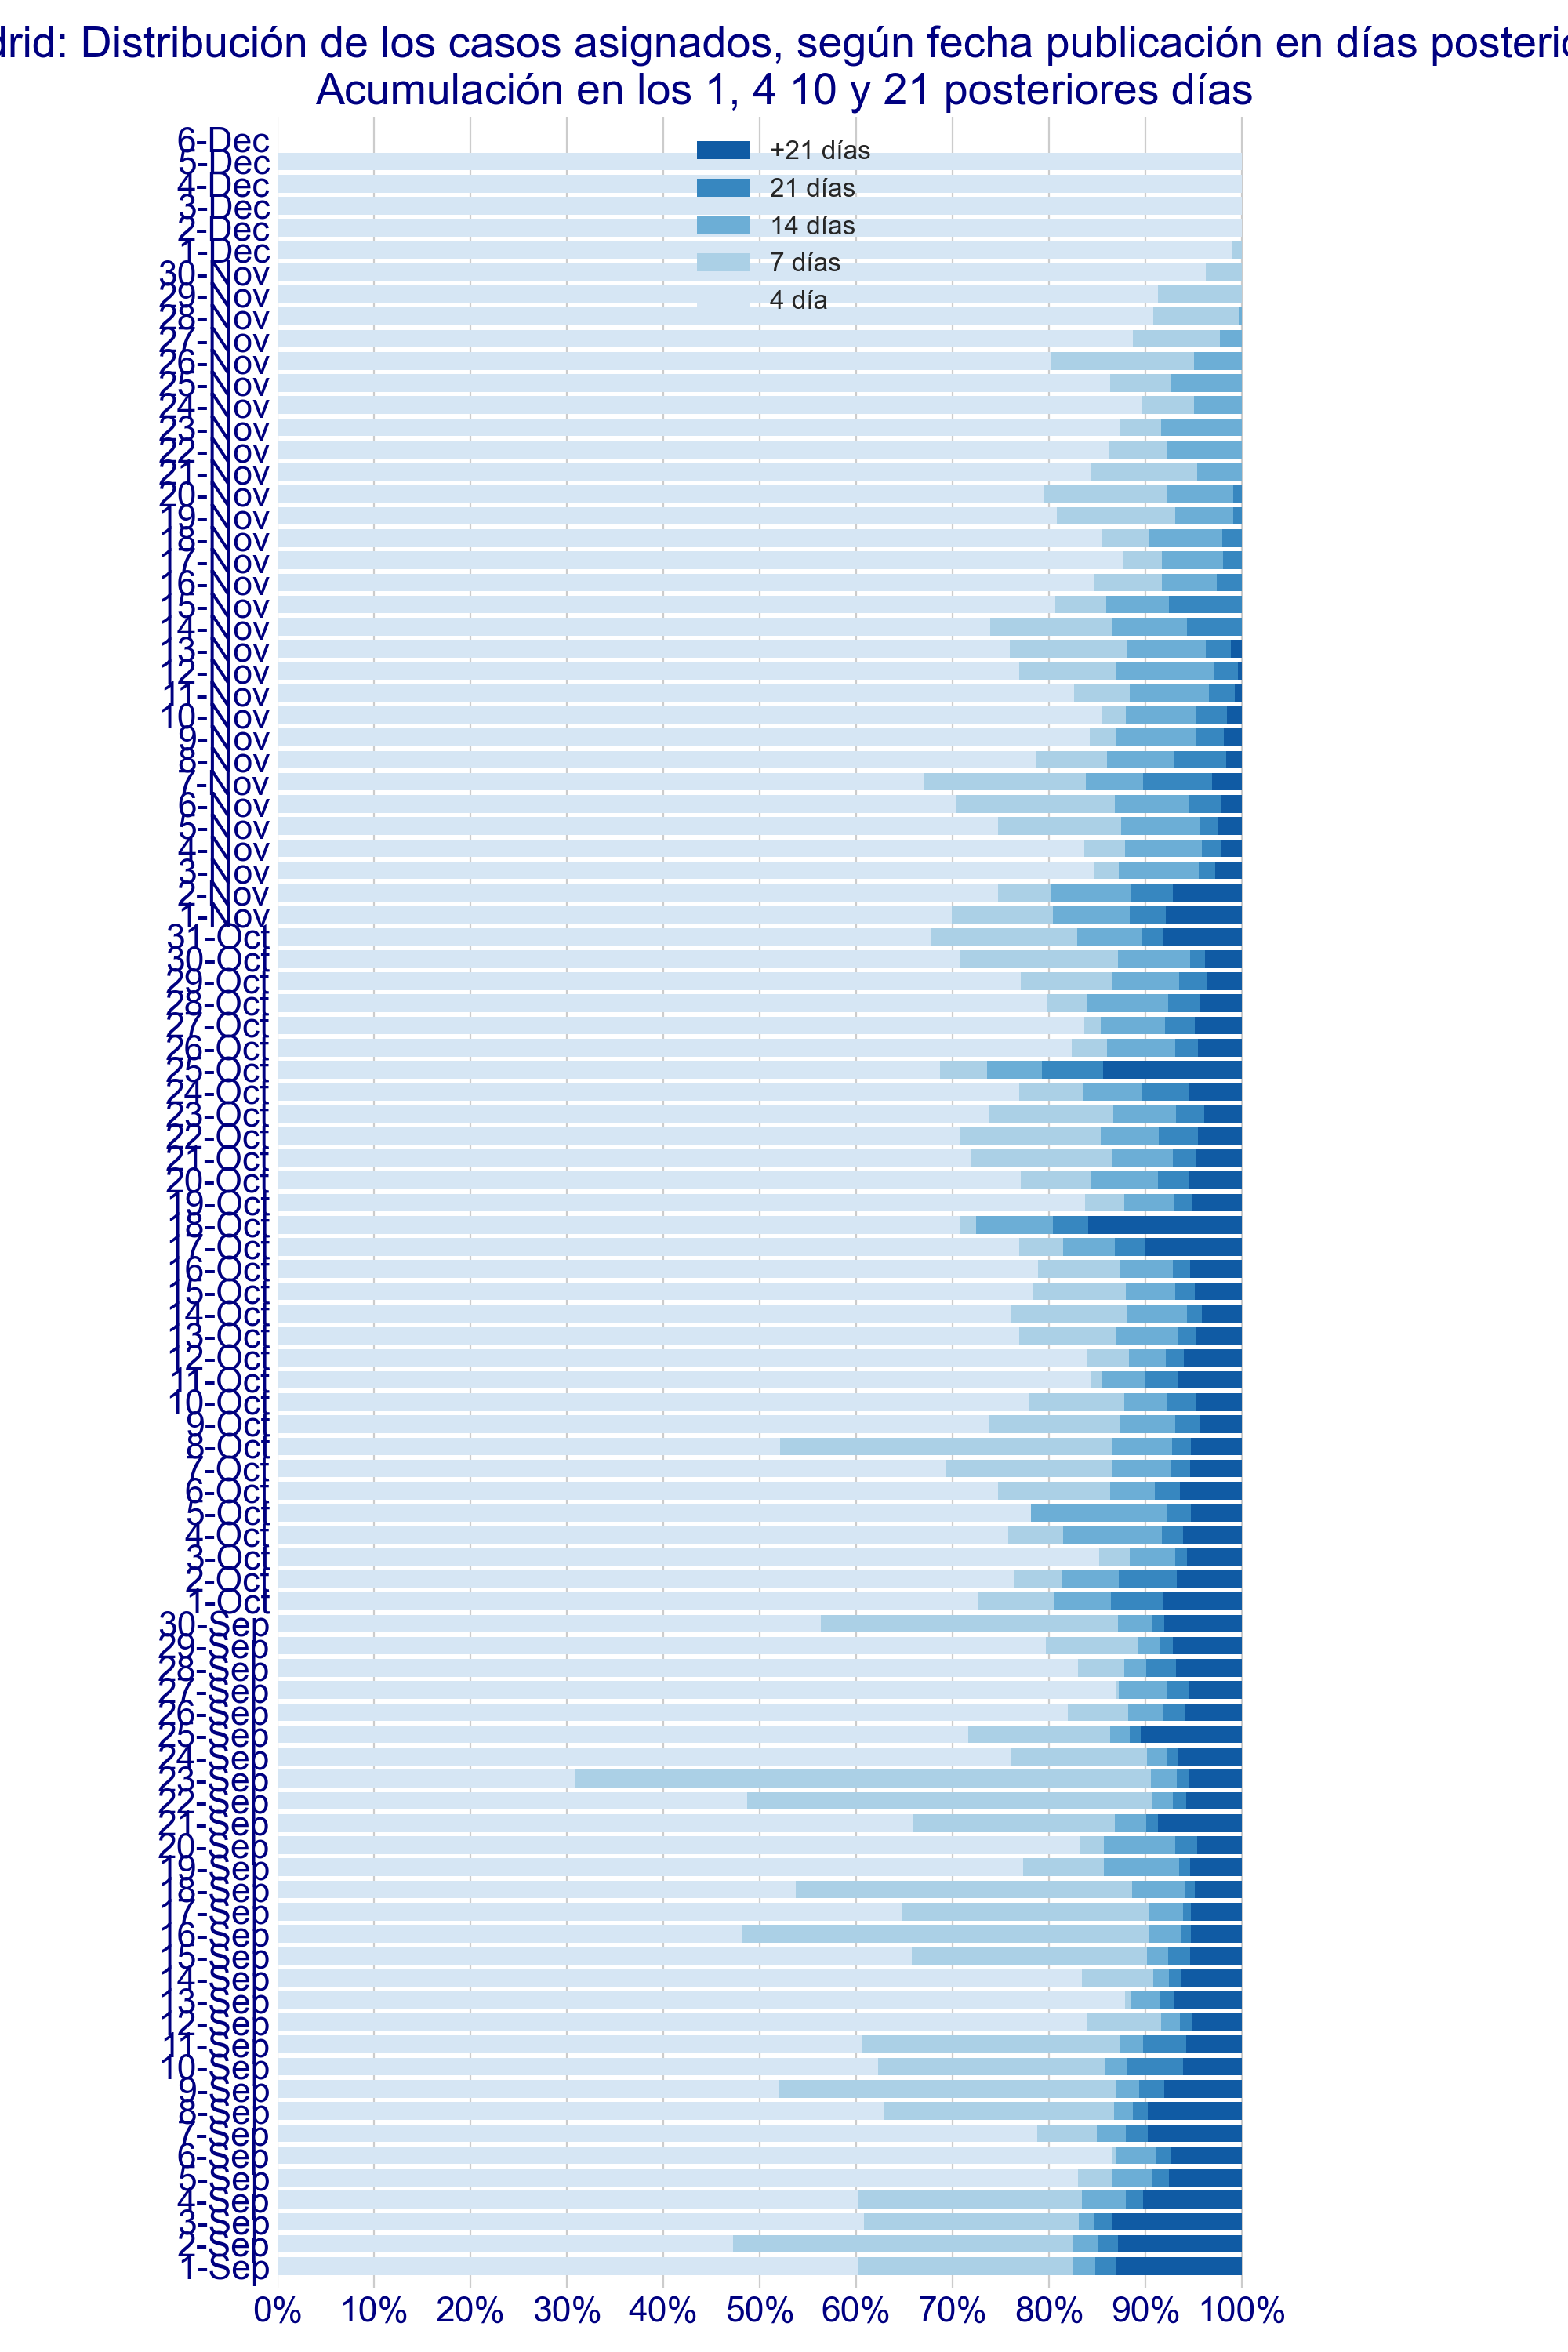 drid: Distribución de los casos asignados, según fecha publicación en días posterio
Acumulación en los 1, 4 10 y 21 posteriores días
+21 días
21 días
14 días
7 días
4 día
6-Dec
5-Dec
4-Dec
3-Dec
2-Dec
1-Dec
30-Nov
29-Nov
28-Nov
27-Nov
26-Nov
25-Nov
24-Nov
23-Nov
22-Nov
21-Nov
20-Nov
19-Nov
18-Nov
17-Nov
16-Nov
15-Nov
14-Nov
13-Nov
12-Nov
11-Nov
10-Nov
9-Nov
8-Nov
7-Nov
6-Nov
5-Nov
4-Nov
3-Nov
2-Nov
1-Nov
31-Oct
30-Oct
29-Oct
28-Oct
27-Oct
26-Oct
25-Oct
24-Oct
23-Oct
22-Oct
21-Oct
20-Oct
19-Oct
18-Oct
17-Oct
16-Oct
15-Oct
14-Oct
13-Oct
12-Oct
11-Oct
10-Oct
9-Oct
8-Oct
7-Oct
6-Oct
5-Oct
4-Oct
3-Oct
2-Oct
1-Oct
30-Sep
29-Sep
28-Sep
27-Sep
26-Sep
25-Sep
24-Sep
23-Sep
22-Sep
21-Sep
20-Sep
19-Sep
18-Sep
17-Sep
16-Sep
15-Sep
14-Sep
13-Sep
12-Sep
11-Sep
10-Sep
9-Sep
8-Sep
7-Sep
6-Sep
5-Sep
4-Sep
3-Sep
2-Sep
1-Sep
0% 10% 20% 30% 40% 50% 60% 70% 80% 90% 100%